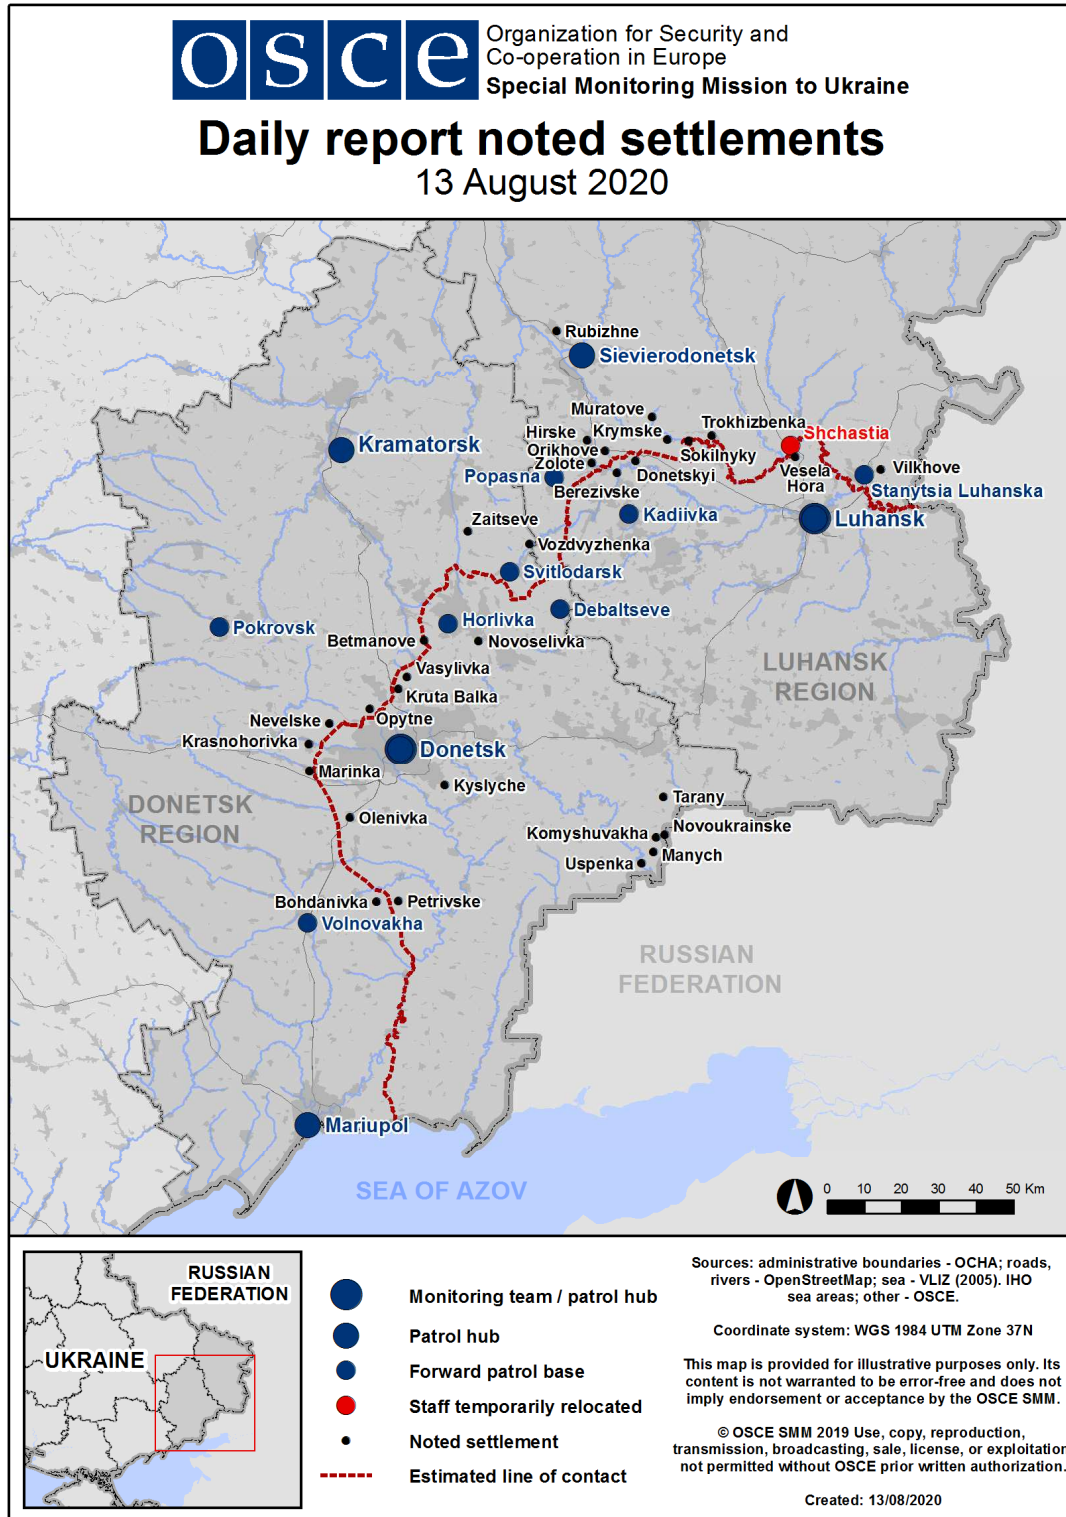 osce
Organization for Security and
Co-operation in Europe
Special Monitoring Mission to Ukraine
Daily report noted settlements
13 August 2020
Rubizhne
Sievierodonetsk
Muratove
Trokhizbenka
Hirske
Krymske
Shchastia
Kramatorsk
Orikhove
Sokilnyky
Zolote
Vesela
Hora
Vilkhove
Popasna
Donetskyi
Berezivske
Stanytsia Luhanska
Kadiivka
Luhansk
Zaitseve
Vozdvyzhenka
Svitlodarsk
Debaltseve
Horlivka
Pokrovsk
Betmanove
Novoselivka
LUHANSK
REGION
Vasylivka
Kruta Balka
Nevelske
Opytne
Krasnohorivka
Donetsk
Marinka
Kyslyche
DONETSK
REGION
Tarany
Olenivka
Novoukrainske
Komyshuvakha
Manych
Uspenka
Bohdanivka
Petrivske
Volnovakha
RUSSIAN
FEDERATION
Mariupol
SEA OF AZOV
0 10 20 30 40 50 Km
RUSSIAN
FEDERATION
UKRAINE
Monitoring team / patrol hub
Patrol hub
Forward patrol base
Staff temporarily relocated
Noted settlement
Estimated line of contact
Sources: administrative boundaries - OCHA; roads,
rivers - OpenStreetMap; sea - VLIZ (2005). IHO
sea areas; other - OSCE.
Coordinate system: WGS 1984 UTM Zone 37N
This map is provided for illustrative purposes only. Its
content is not warranted to be error-free and does not
imply endorsement or acceptance by the OSCE SMM.
© OSCE SMM 2019 Use, copy, reproduction,
transmission, broadcasting, sale, license, or exploitation
not permitted without OSCE prior written authorization.
Created: 13/08/2020